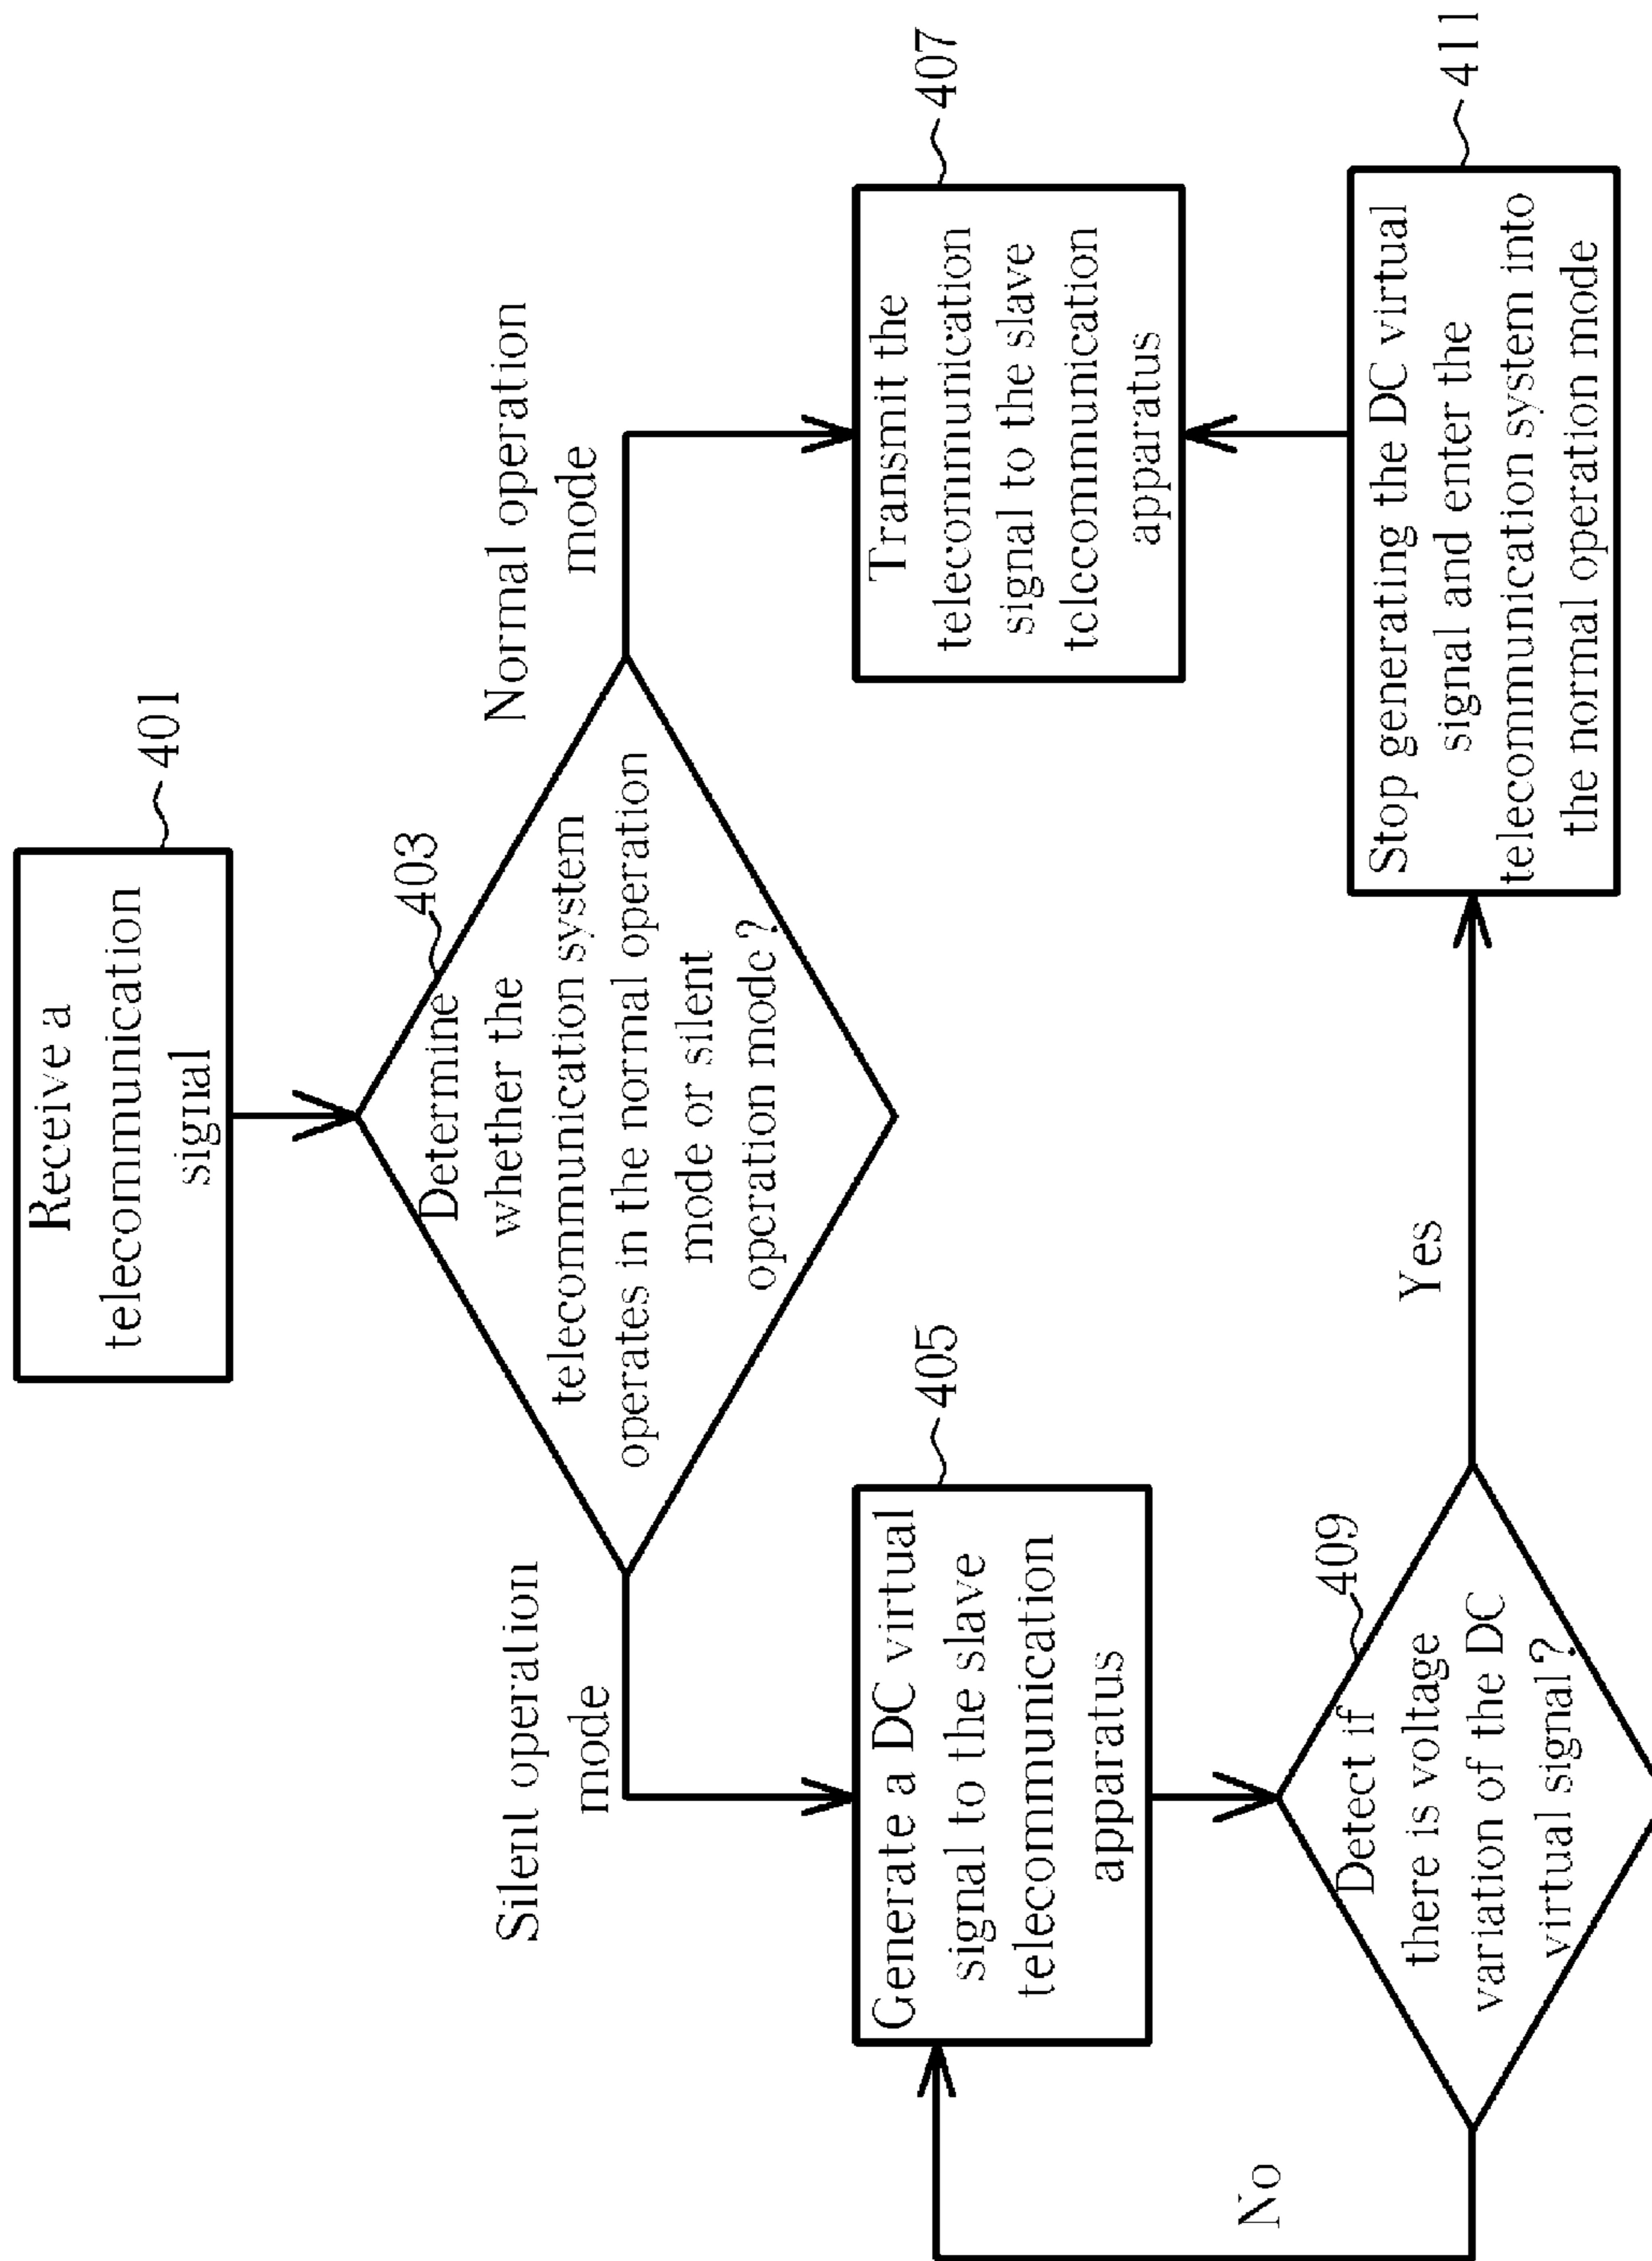 Receive a
telecommunication
signal
401
Determine
whether the
telecommunication system
operates in the normal operation
mode or silent
operation mode?
403
Silent operation
mode
Normal operation
mode
Generate a DC virtual
signal to the slave
telecommunication
apparatus
405
Transmit the
telecommunication
signal to the slave
telecommunication
apparatus
407
Detect if
there is voltage
variation of the DC
virtual signal?
409
No
Yes
Stop generating the DC virtual
signal and enter the
telecommunication system into
the normal operation mode
411